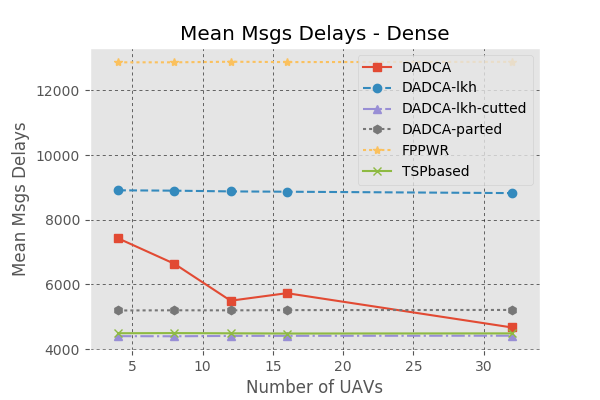 Mean Msgs Delays - Dense
DADCA
DADCA-lkh
DADCA-lkh-cutted
DADCA-parted
FPPWR
TSPbased
Mean Msgs Delays
12000
10000
8000
6000
4000
5 10 15 20 25 30
Number of UAVs